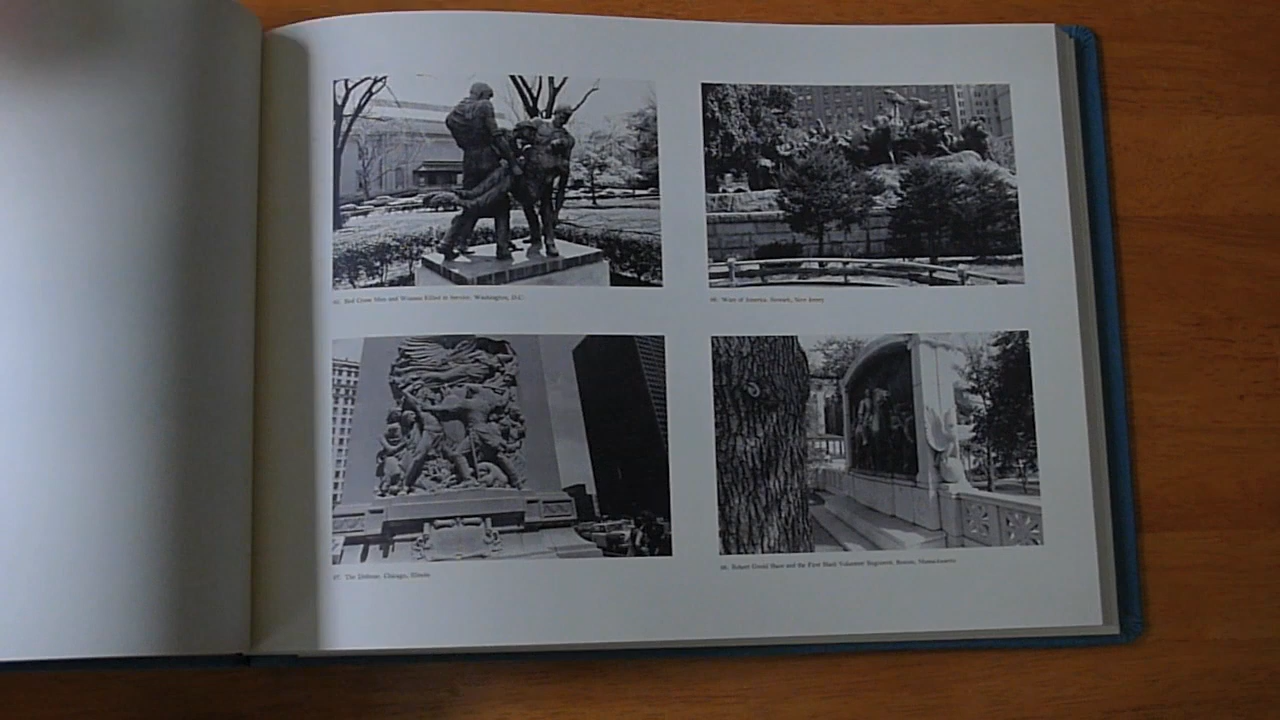 Red Cross Men and Women Killed in Service, Washington, D.C.
Wars of America, Newark, New Jersey
87. The Defense, Chicago, Illinois
Robert Gould Shaw and the First Black Volunteer Regiment, Boston, Massachusetts